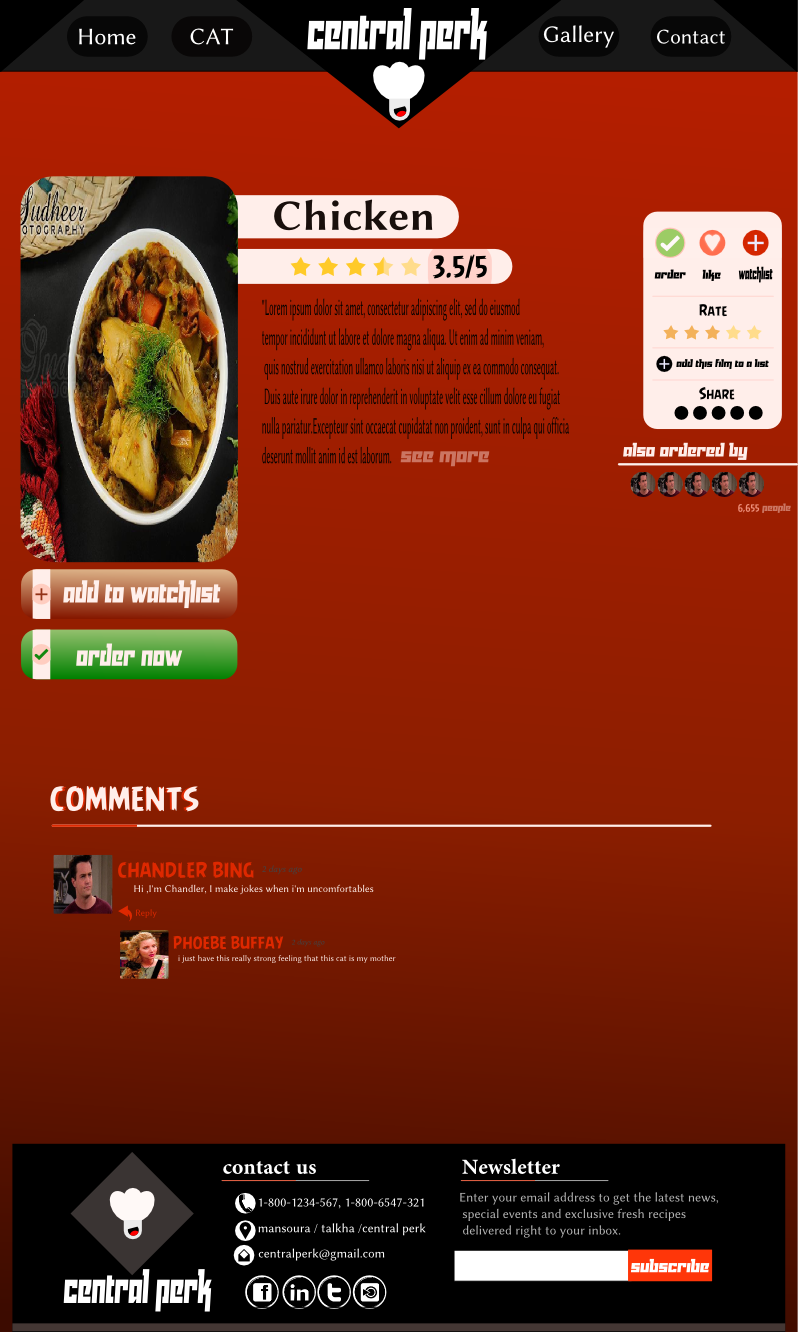 Home
CAT
central perk
Gallery
Contact
Sudheer
OTOGRAPHY
Chicken
3.5/5
"Lorem ipsum dolor sit amet, consectetur adipiscing elit, sed do eiusmod
tempor incididunt ut labore et dolore magna aliqua. Ut enim ad minim veniam,
quis nostrud exercitation ullamco laboris nisi ut aliquip ex ea commodo consequat.
Duis aute irure dolor in reprehenderit in voluptate velit esse cillum dolore eu fugiat
nulla pariatur.Excepteur sint occaecat cupidatat non proident, sunt in culpa qui officia
deserunt mollit anim id est laborum. see more
order like watchlist
Rate
add this film to a list
Share
also ordered by
6,655 people
add to watchlist
order now
COMMENTS
CHANDLER BING 2 days ago
Hi ,I'm Chandler, I make jokes when i'm uncomfortables
Reply
PHOEBE BUFFAY
i just have this really strong feeling that this cat is my mother
central perk
contact us
1-800-1234-567, 1-800-6547-321
mansoura / talkha /central perk
centralperk@gmail.com
Newsletter
Enter your email address to get the latest news,
special events and exclusive fresh recipes
delivered right to your inbox.
subscribe